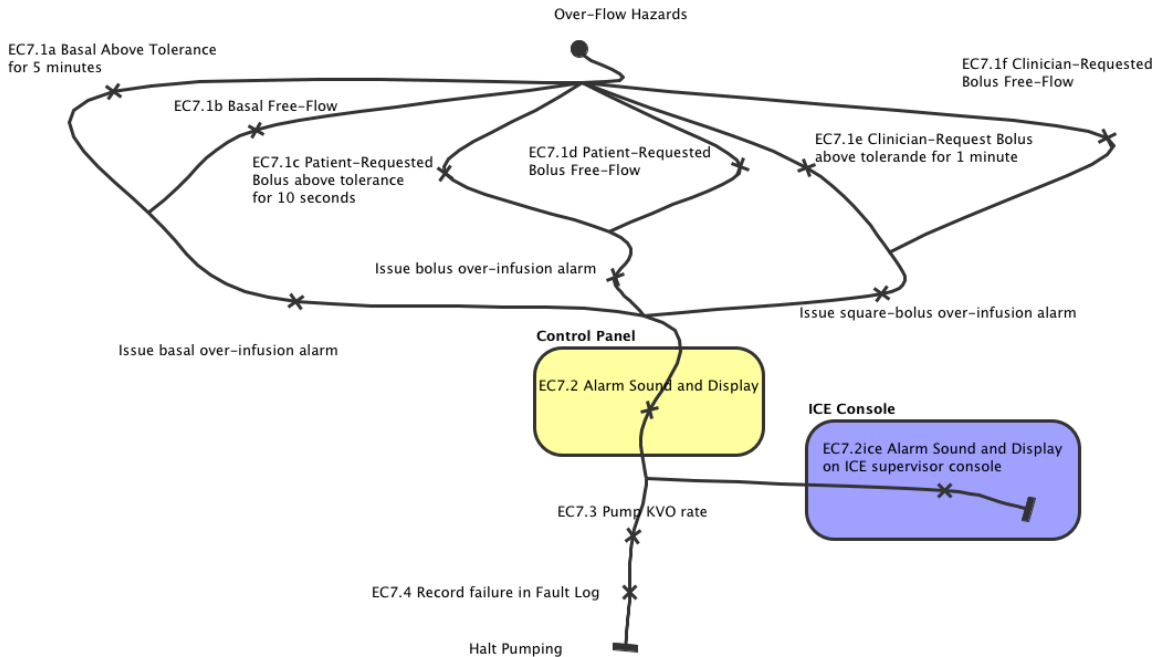 Over-Flow Hazards
EC7.1a Basal Above Tolerance
for 5 minutes
EC7.1f Clinician-Requested
Bolus Free-Flow
EC7.1b Basal Free-Flow
EC7.1c Patient-Requested
Bolus above tolerance
for 10 seconds
EC7.1d Patient-Requested
Bolus Free-Flow
EC7.1e Clinician-Request Bolus
above tolerande for 1 minute
Issue bolus over-infusion alarm
Issue square-bolus over-infusion alarm
Issue basal over-infusion alarm
Control Panel
EC7.2 Alarm Sound and Display
ICE Console
EC7.2ice Alarm Sound and Display
on ICE supervisor console
EC7.3 Pump KVO rate
EC7.4 Record failure in Fault Log
Halt Pumping